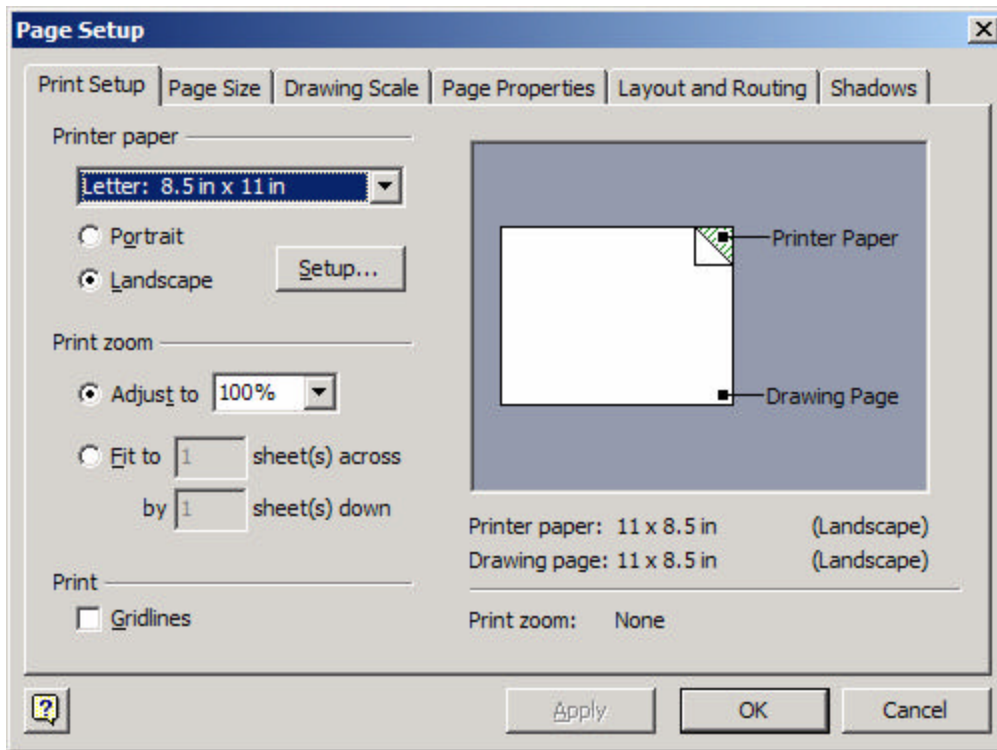 Page Setup
Print Setup
Page Size
Drawing Scale
Page Properties
Layout and Routing
Shadows
Printer paper
Letter: 8.5 in x 11 in
Portrait
Landscape
Setup...
Print zoom
Adjust to 100%
Fit to 1 sheet(s) across
by 1 sheet(s) down
Print
Gridlines
Printer Paper
Drawing Page
Printer paper: 11 x 8.5 in (Landscape)
Drawing page: 11 x 8.5 in (Landscape)
Print zoom: None
?
Apply
OK
Cancel